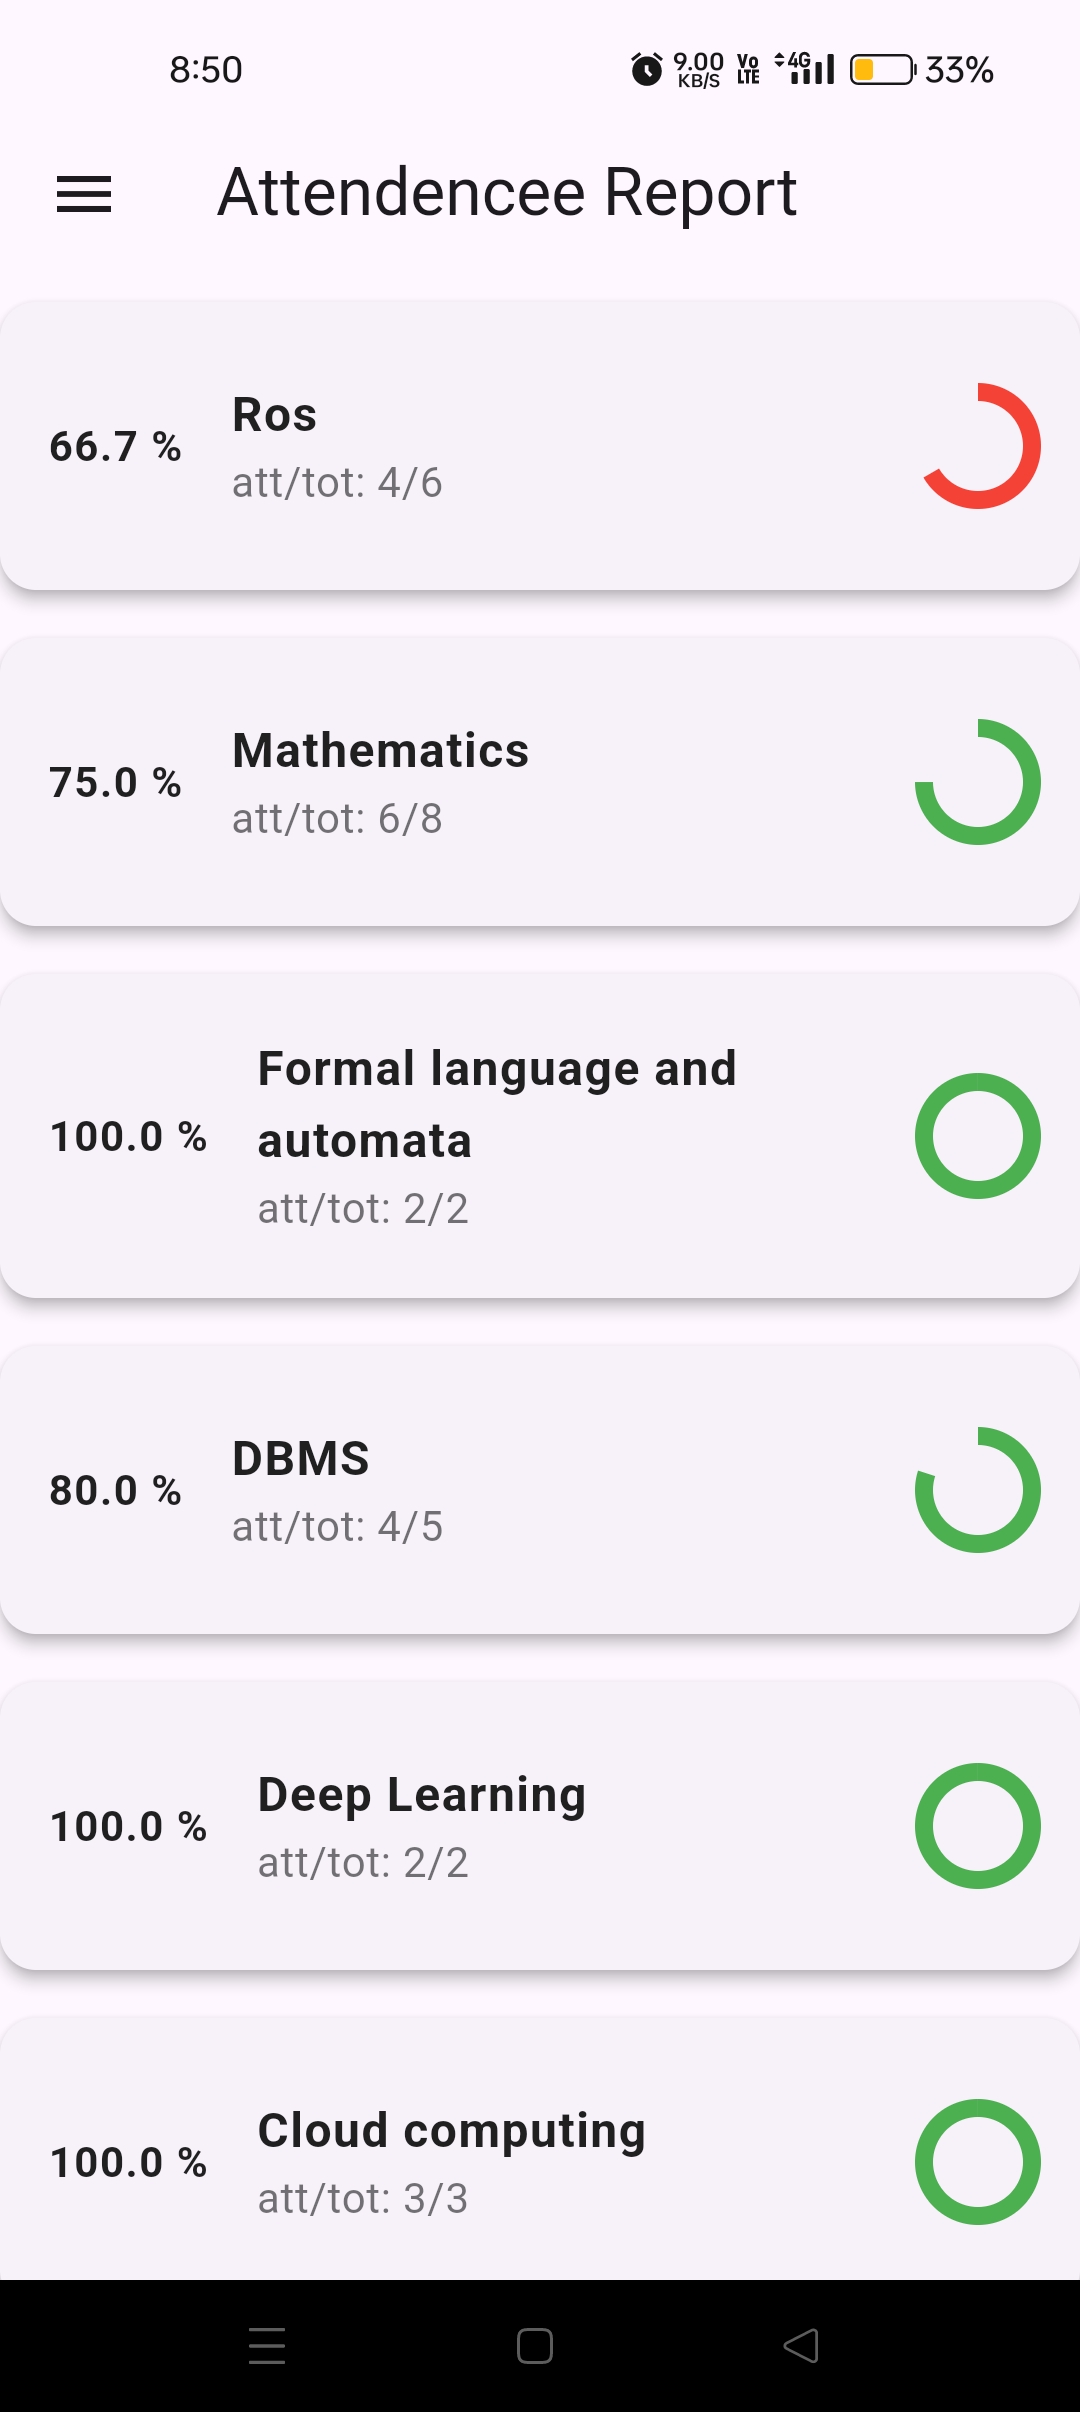 8:50
9.00 KB/S Vo LTE 4G 33%
Attendencee Report
Ros
66.7 %
att/tot: 4/6
Mathematics
75.0 %
att/tot: 6/8
Formal language and
100.0 %
automata
att/tot: 2/2
DBMS
80.0 %
att/tot: 4/5
Deep Learning
100.0 %
att/tot: 2/2
Cloud computing
100.0 %
att/tot: 3/3